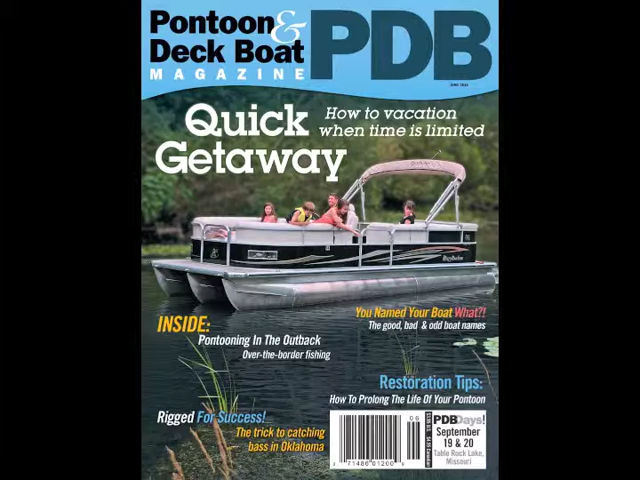 Pontoon &
Deck Boat
MAGAZINE
PDB
JUNE 2014
Quick
Getaway
How to vacation
when time is limited
You Named Your Boat What?!
The good, bad & odd boat names
INSIDE:
Pontooning In The Outback
Over-the-border fishing
Restoration Tips:
How To Prolong The Life Of Your Pontoon
Rigged For Success!
The trick to catching
bass in Oklahoma
06
PDBDays!
September
19 & 20
Table Rock Lake,
Missouri